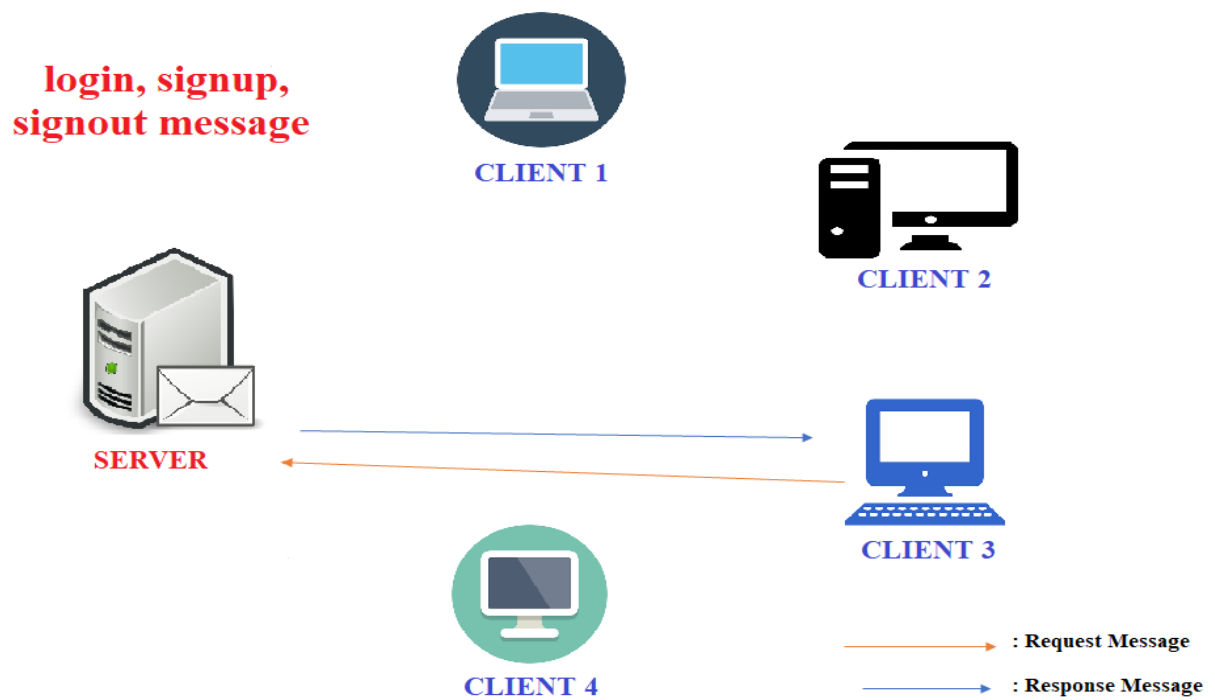 login, signup,
signout message
CLIENT 1
CLIENT 2
SERVER
CLIENT 3
CLIENT 4
: Request Message
: Response Message